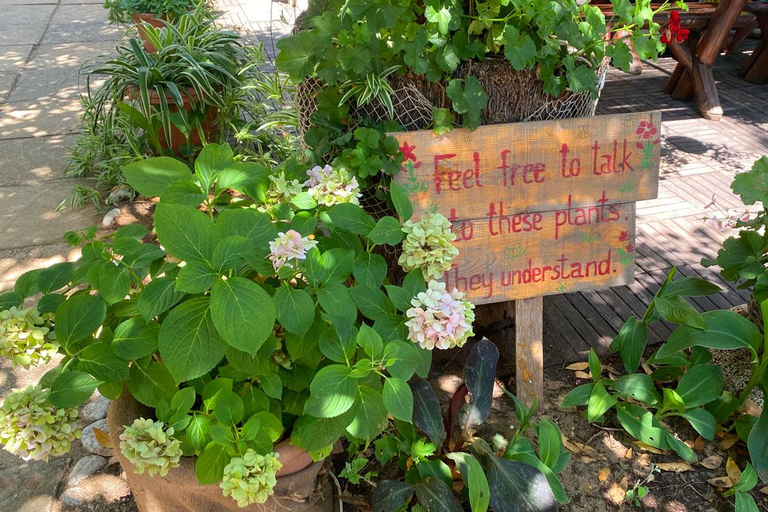 Feel free to talk
to these plants.
They understand.